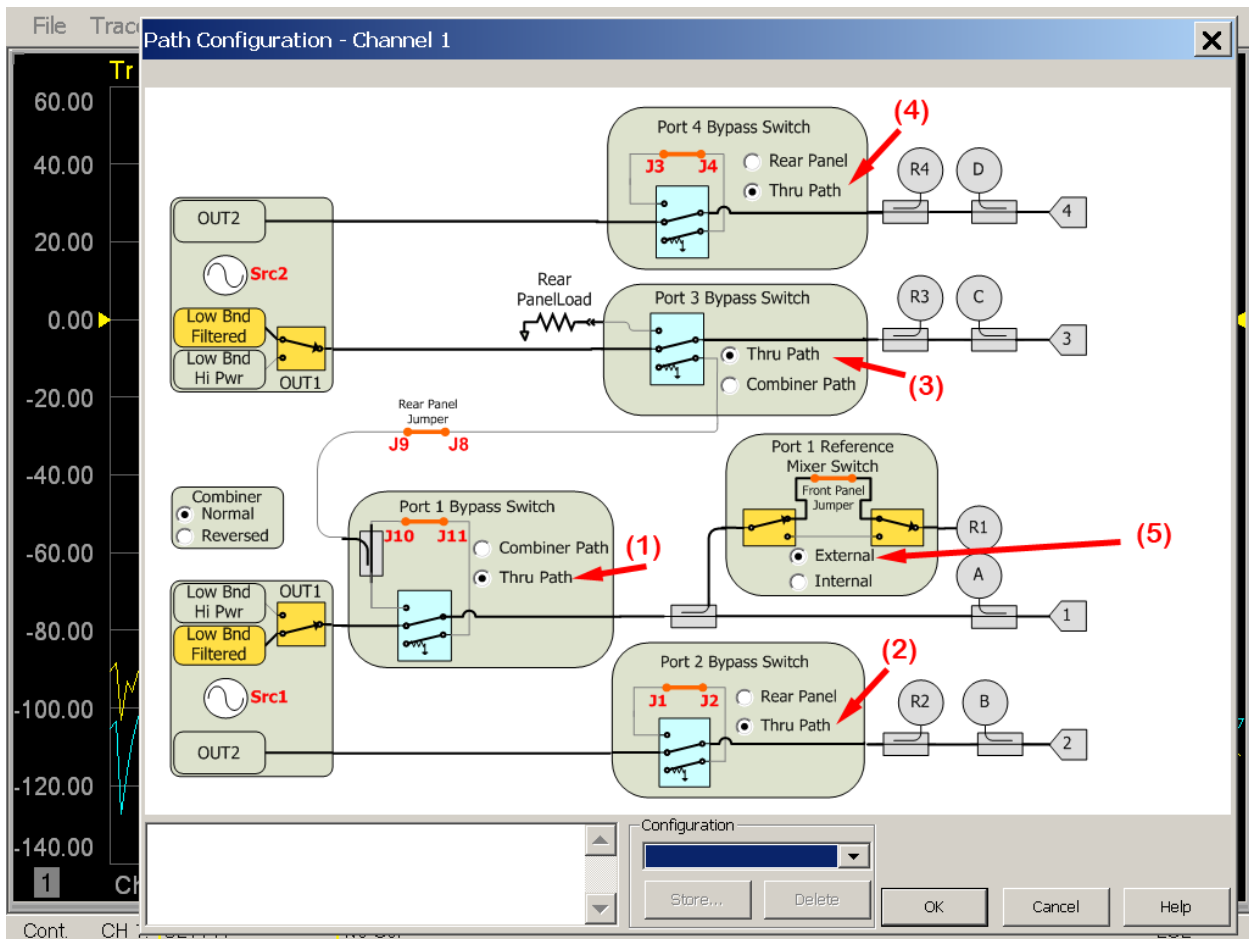 File Trac
Path Configuration - Channel 1
Tr
60.00
40.00
20.00
0.00
-20.00
-40.00
-60.00
-80.00
-100.00
-120.00
-140.00
1
Ch
Port 4 Bypass Switch
(4)
J3 J4
Rear Panel
Thru Path
R4
D
4
OUT2
Src2
Low Bnd
Filtered
Low Bnd
Hi Pwr
OUT1
Rear
PanelLoad
Port 3 Bypass Switch
Thru Path
Combiner Path
(3)
R3
C
3
Rear Panel
Jumper
J9 J8
Port 1 Reference
Mixer Switch
Front Panel
Jumper
External
Internal
R1
(5)
A
1
Combiner
Normal
Reversed
Port 1 Bypass Switch
J10 J11
Combiner Path
Thru Path
(1)
Low Bnd
Hi Pwr
OUT1
Low Bnd
Filtered
Src1
OUT2
Port 2 Bypass Switch
(2)
J1 J2
Rear Panel
Thru Path
R2
B
2
Configuration
Store...
Delete
OK
Cancel
Help
Cont.